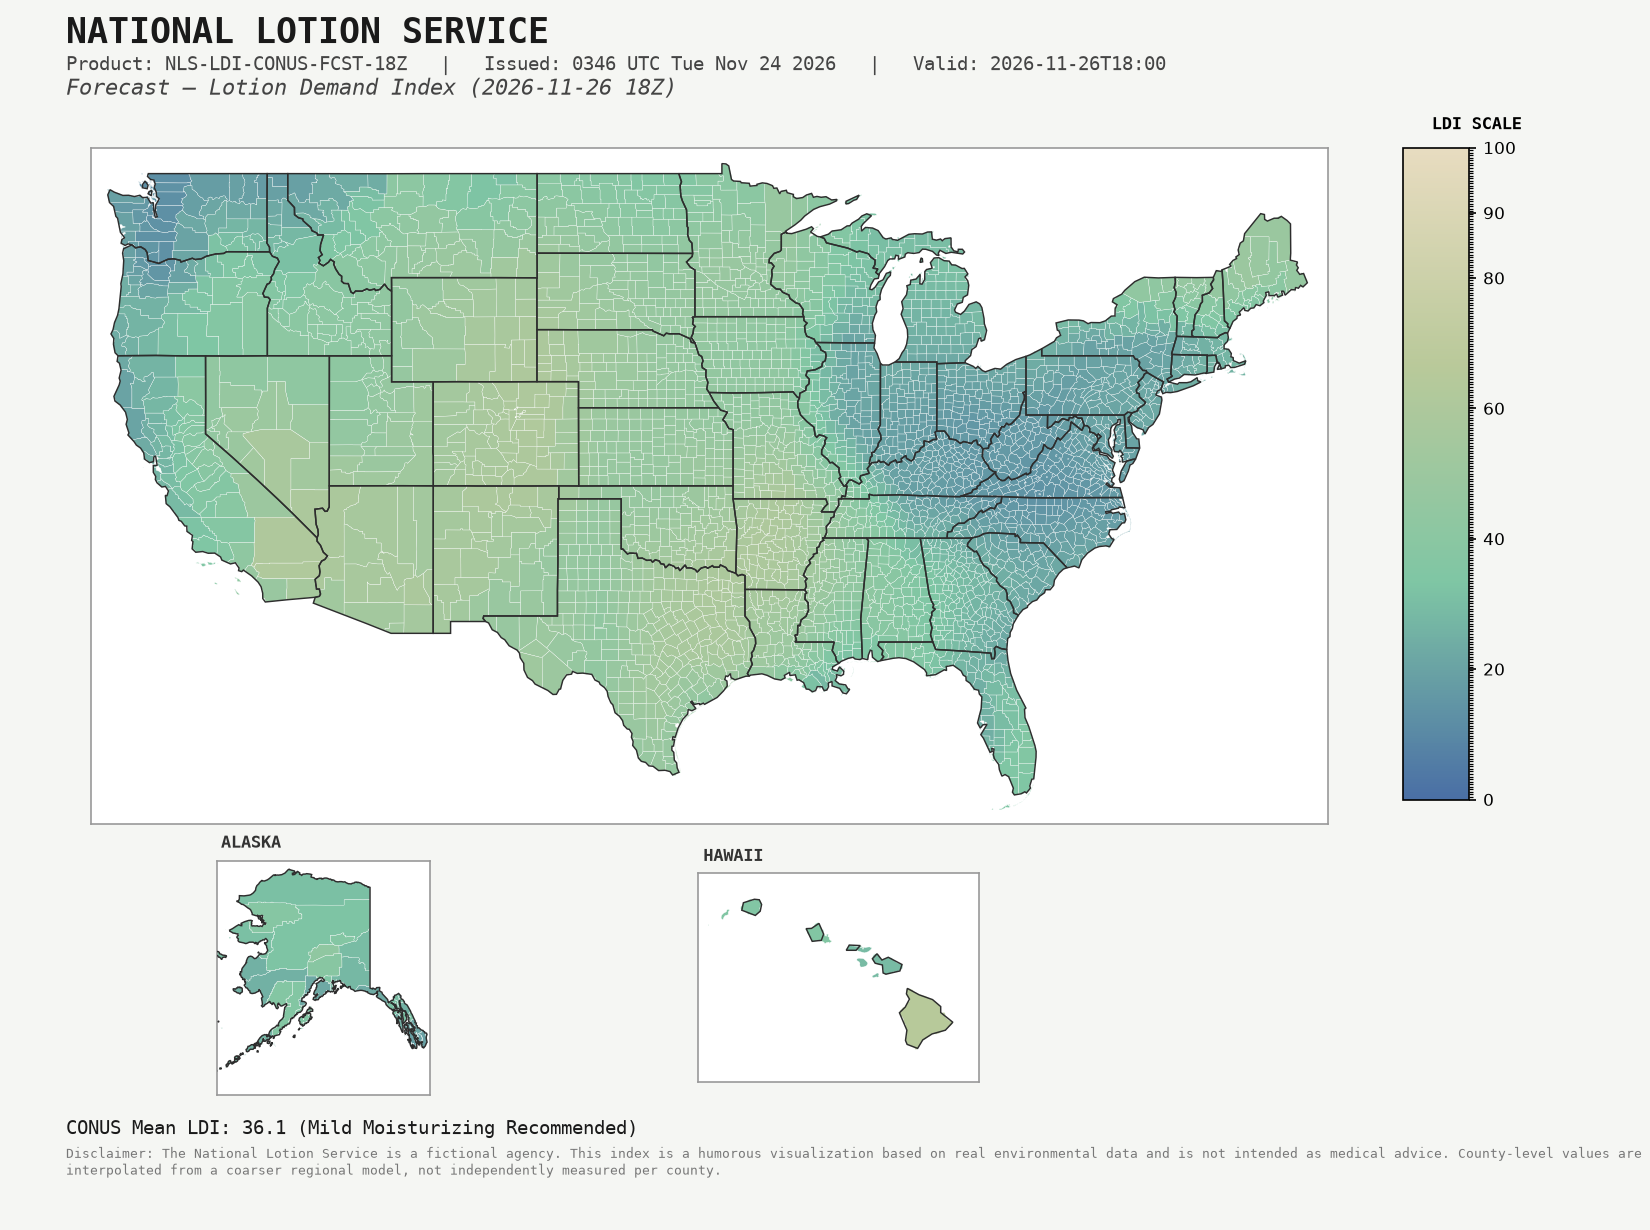 NATIONAL LOTION SERVICE
Product: NLS-LDI-CONUS-FCST-18Z | Issued: 0346 UTC Tue Nov 24 2026 | Valid: 2026-11-26T18:00
Forecast — Lotion Demand Index (2026-11-26 18Z)
LDI SCALE
100
90
80
60
40
20
0
ALASKA
HAWAII
CONUS Mean LDI: 36.1 (Mild Moisturizing Recommended)
Disclaimer: The National Lotion Service is a fictional agency. This index is a humorous visualization based on real environmental data and is not intended as medical advice. County-level values are
interpolated from a coarser regional model, not independently measured per county.